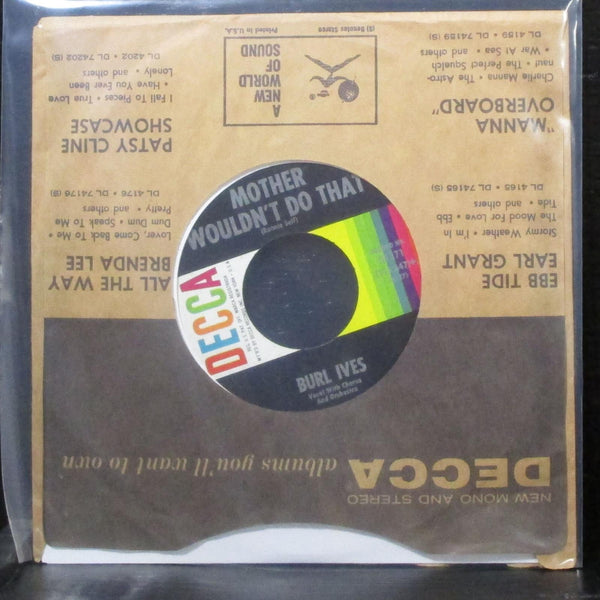 NEW MONO AND STEREO
DECCA albums you'll want to own
EBB TIDE
EARL GRANT
Stormy Weather • I'm In
The Mood For Love • Ebb
Tide and others
DL 4165 • DL 74165 (S)
ALL THE WAY
BRENDA LEE
Lover, Come Back To Me •
Dum Dum • Speak To Me
Pretty and others
DL 4176 • DL 74176 (S)
"MANNA
OVERBOARD"
Charlie Manna The Astro-
naut • The Perfect Squelch
• War At Sea and others
DL 4159 • DL 74159 (S)
PATSY CLINE
SHOWCASE
I Fall To Pieces • True Love
• Have You Ever Been
Lonely and others
DL 4202 • DL 74202 (S)
A
NEW
WORLD
OF
SOUND
(S) Denotes Stereo
Printed in U.S.A.
MOTHER
WOULDN'T DO THAT
(Ronnie Self)
DECCA
BURL IVES
Vocal With Chorus
And Orchestra